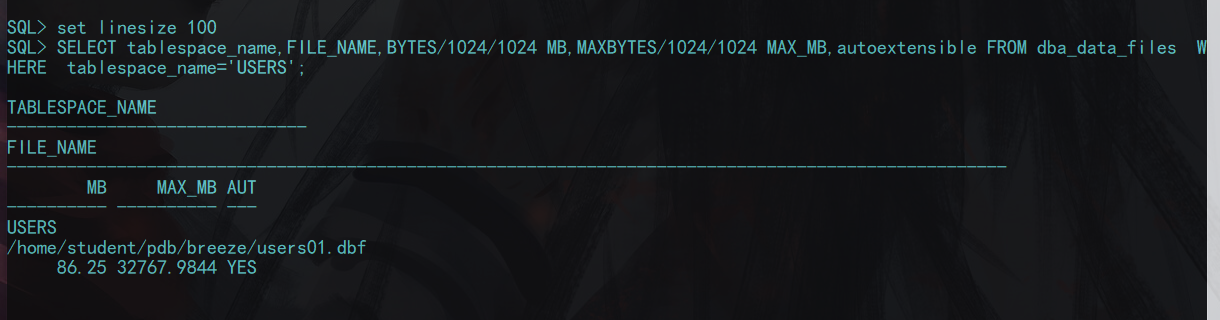 SQL> set linesize 100
SQL> SELECT tablespace_name,FILE_NAME,BYTES/1024/1024 MB,MAXBYTES/1024/1024 MAX_MB,autoextensible FROM dba_data_files  W
HERE  tablespace_name='USERS';
TABLESPACE_NAME
------------------------------
FILE_NAME
----------------------------------------------------------------------------------------------------
        MB     MAX_MB AUT
---------- ---------- ---
USERS
/home/student/pdb/breeze/users01.dbf
     86.25 32767.9844 YES